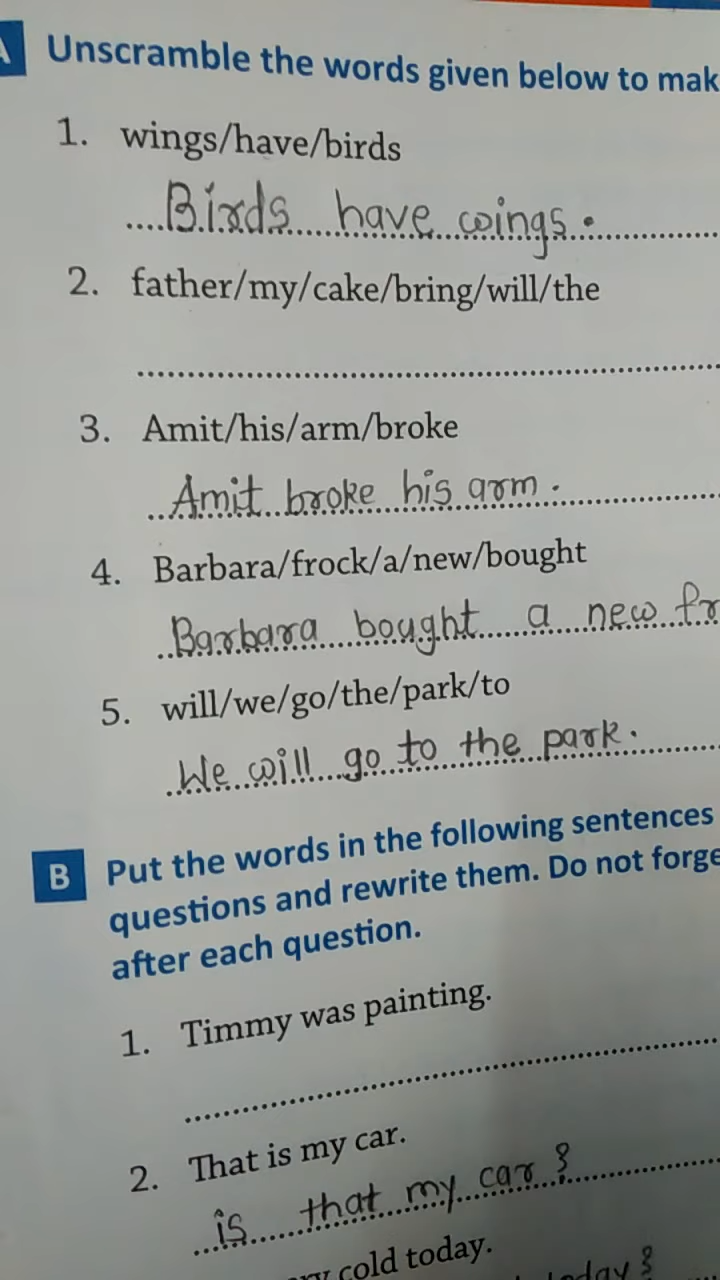 A Unscramble the words given below to mak
1. wings/have/birds
Birds have wings.
2. father/my/cake/bring/will/the
3. Amit/his/arm/broke
Amit broke his arm.
4. Barbara/frock/a/new/bought
Barbara bought a new fr
5. will/we/go/the/park/to
We will go to the park.
B Put the words in the following sentences
questions and rewrite them. Do not forge
after each question.
1. Timmy was painting.
2. That is my car.
is that my car?
cold today.
today?